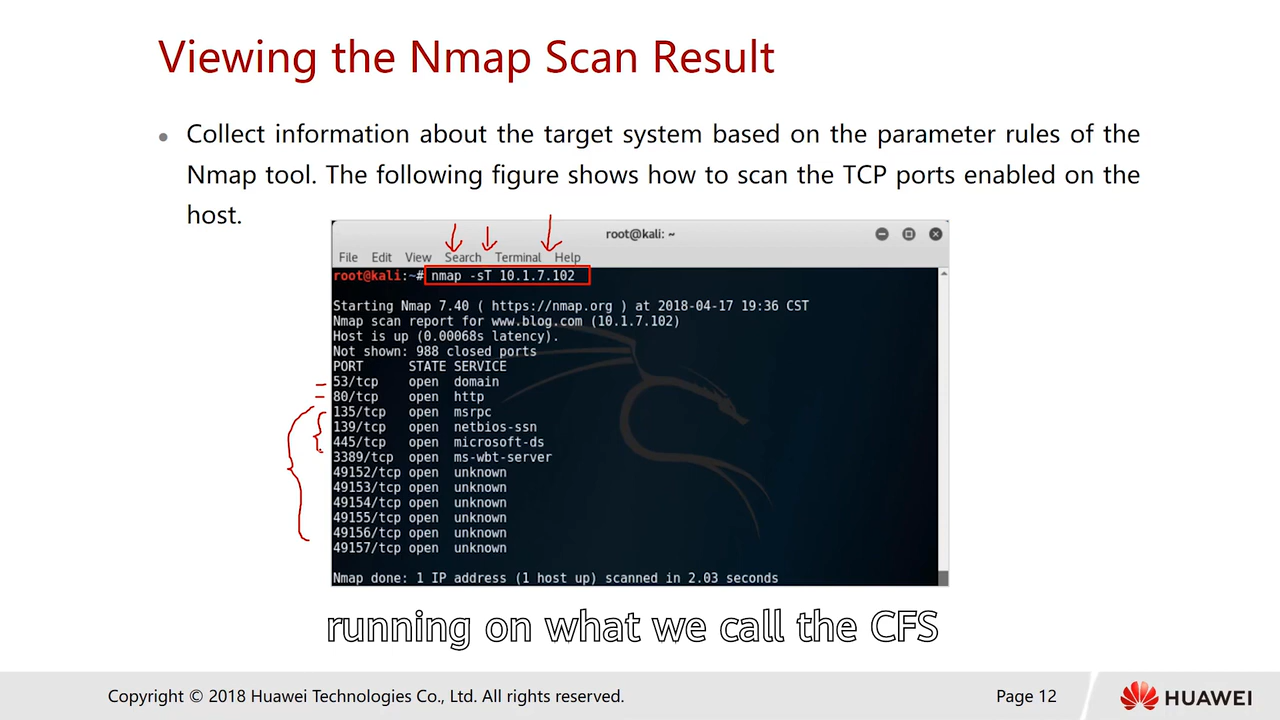 Viewing the Nmap Scan Result
● Collect information about the target system based on the parameter rules of the
Nmap tool. The following figure shows how to scan the TCP ports enabled on the
host.
root@kali: ~
File Edit View Search Terminal Help
root@kali:~# nmap -sT 10.1.7.102
Starting Nmap 7.40 ( https://nmap.org ) at 2018-04-17 19:36 CST
Nmap scan report for www.blog.com (10.1.7.102)
Host is up (0.00068s latency).
Not shown: 988 closed ports
PORT STATE SERVICE
53/tcp open domain
80/tcp open http
135/tcp open msrpc
139/tcp open netbios-ssn
445/tcp open microsoft-ds
3389/tcp open ms-wbt-server
49152/tcp open unknown
49153/tcp open unknown
49154/tcp open unknown
49155/tcp open unknown
49156/tcp open unknown
49157/tcp open unknown
Nmap done: 1 IP address (1 host up) scanned in 2.03 seconds
running on what we call the CFS
Copyright © 2018 Huawei Technologies Co., Ltd. All rights reserved.
Page 12
HUAWEI